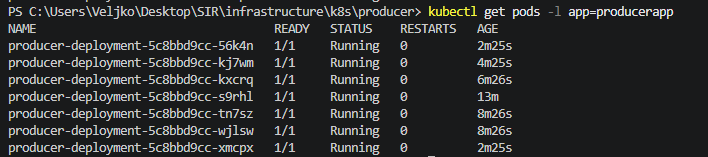 PS C:\Users\Veljko\Desktop\SIR\infrastructure\k8s\producer> kubectl get pods -l app=producerapp
NAME READY STATUS RESTARTS AGE
producer-deployment-5c8bbd9cc-56k4n 1/1 Running 0 2m25s
producer-deployment-5c8bbd9cc-kj7wm 1/1 Running 0 4m25s
producer-deployment-5c8bbd9cc-kxcrq 1/1 Running 0 6m26s
producer-deployment-5c8bbd9cc-s9rhl 1/1 Running 0 13m
producer-deployment-5c8bbd9cc-tn7sz 1/1 Running 0 8m26s
producer-deployment-5c8bbd9cc-wjlsw 1/1 Running 0 8m26s
producer-deployment-5c8bbd9cc-xmcpx 1/1 Running 0 2m25s